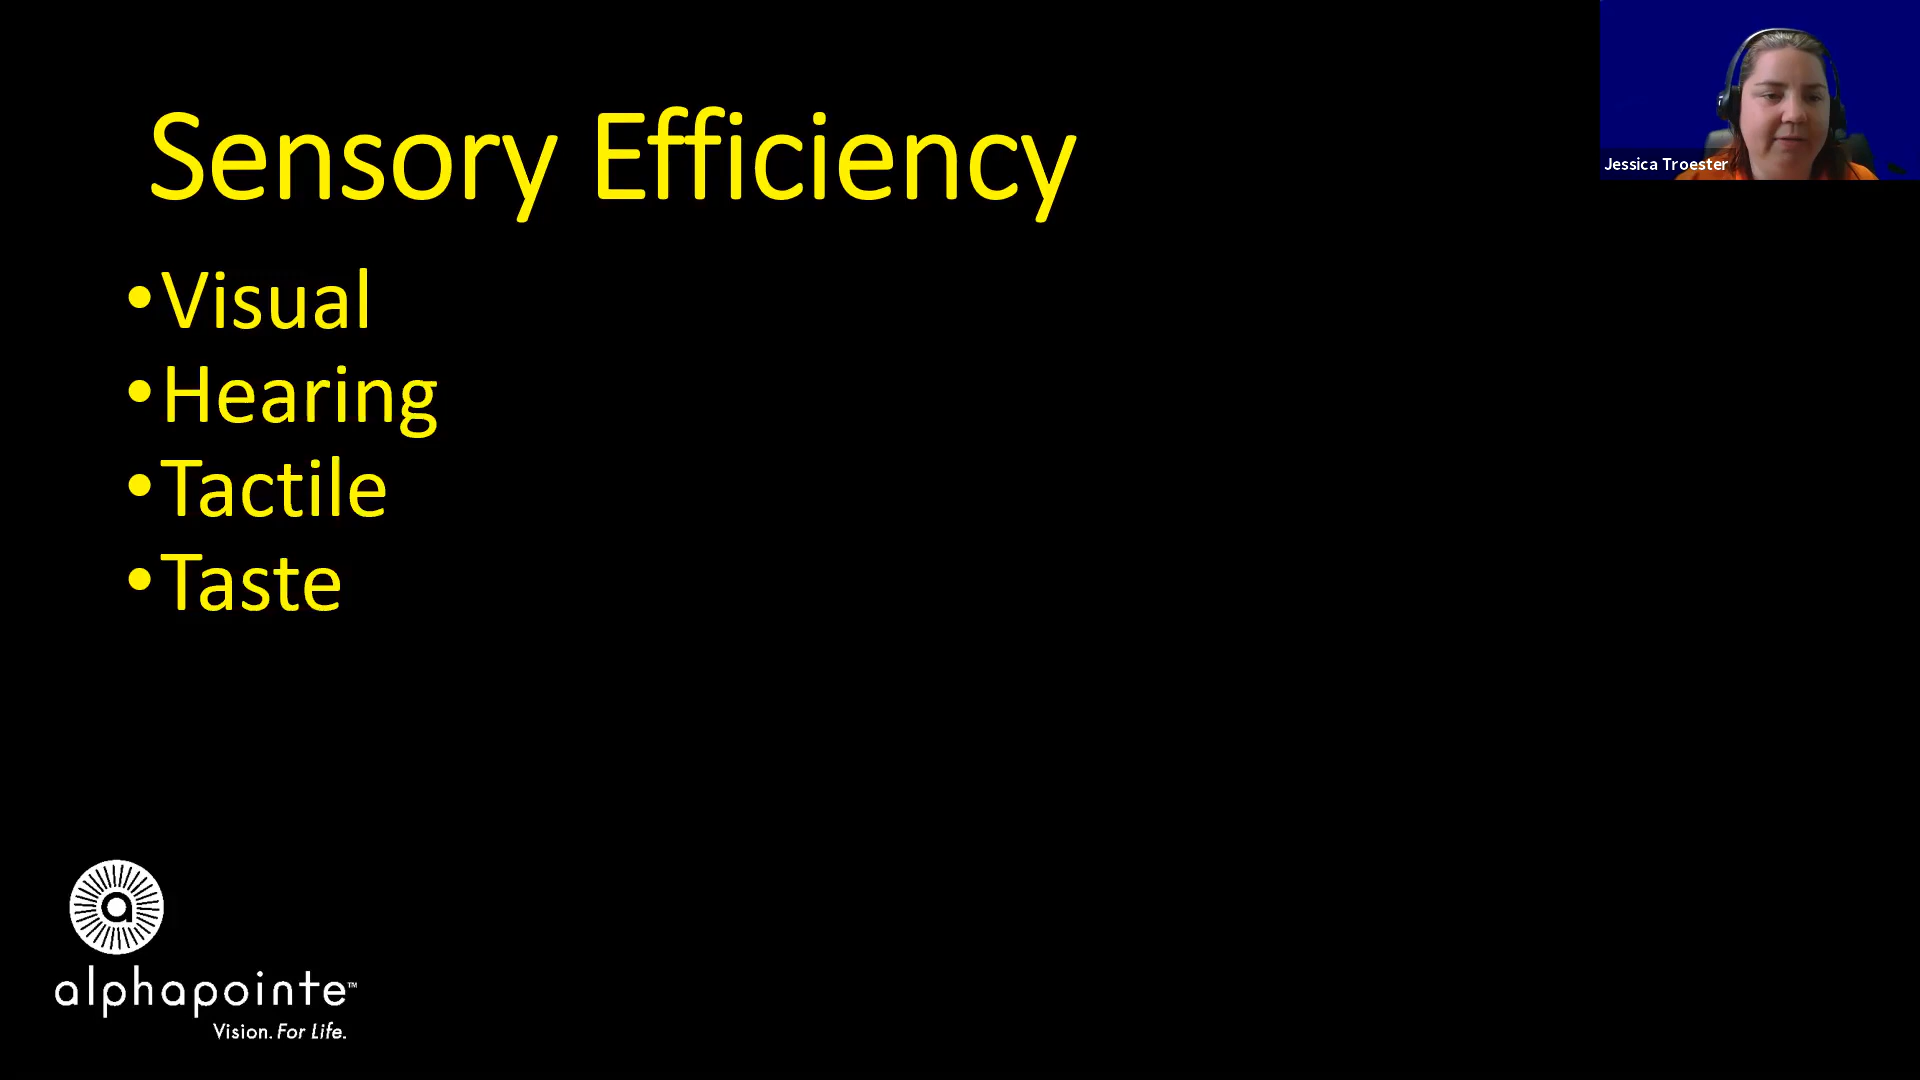 Sensory Efficiency
•Visual
•Hearing
•Tactile
•Taste
Jessica Troester
a
alphapointe™
Vision. For Life.